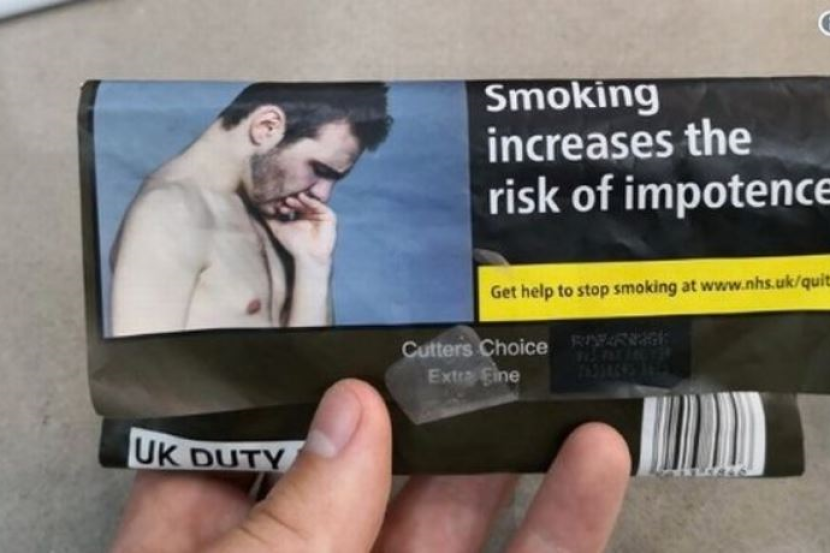 Smoking
increases the
risk of impotence
Get help to stop smoking at www.nhs.uk/quit
Cutters Choice
Extra Fine
UK DUTY